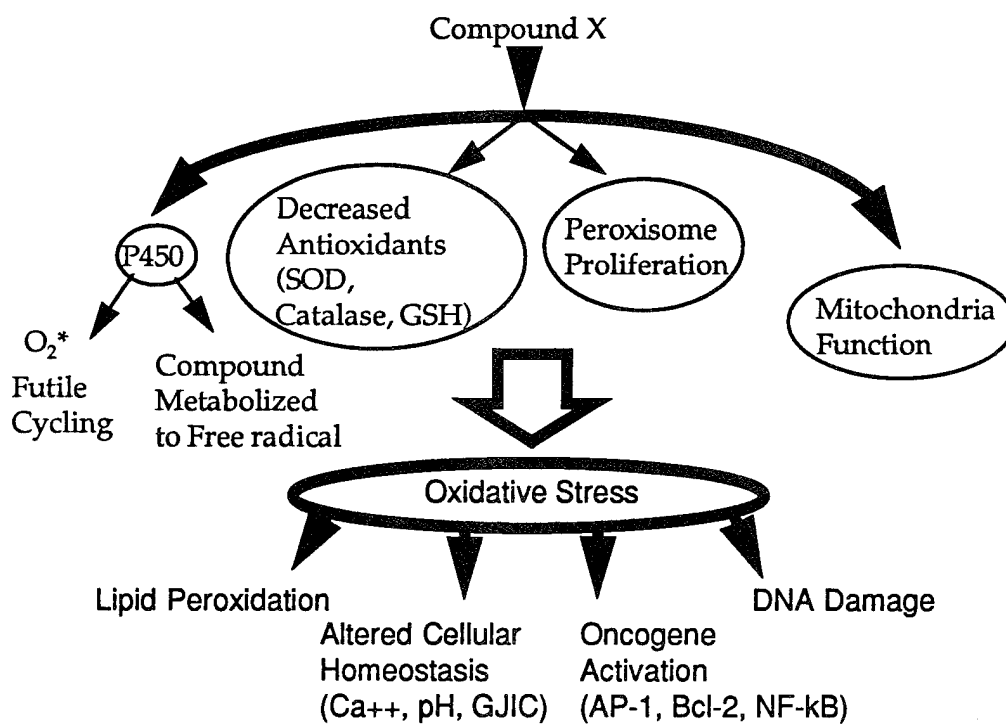 Compound X
P450
O2*
Futile
Cycling
Compound
Metabolized
to Free radical
Decreased
Antioxidants
(SOD,
Catalase, GSH)
Peroxisome
Proliferation
Mitochondria
Function
Oxidative Stress
Lipid Peroxidation
Altered Cellular
Homeostasis
(Ca++, pH, GJIC)
Oncogene
Activation
(AP-1, Bcl-2, NF-kB)
DNA Damage